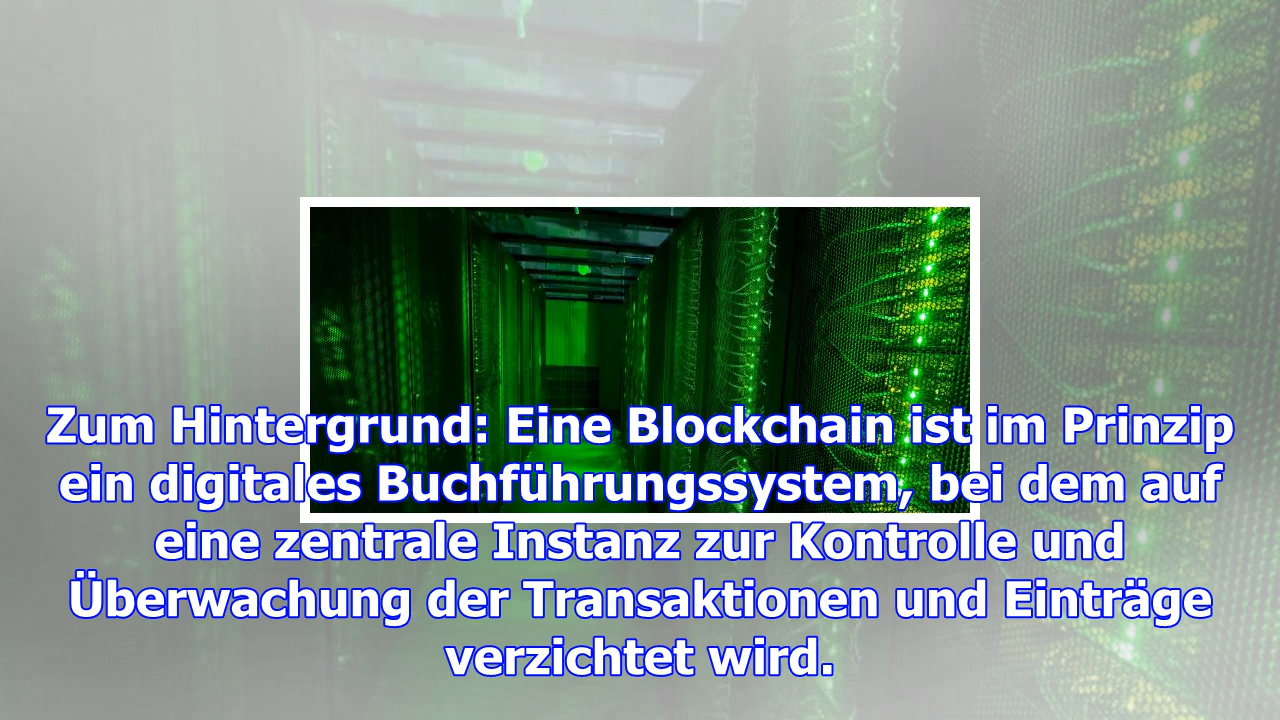 Zum Hintergrund: Eine Blockchain ist im Prinzip
ein digitales Buchführungssystem, bei dem auf
eine zentrale Instanz zur Kontrolle und
Überwachung der Transaktionen und Einträge
verzichtet wird.